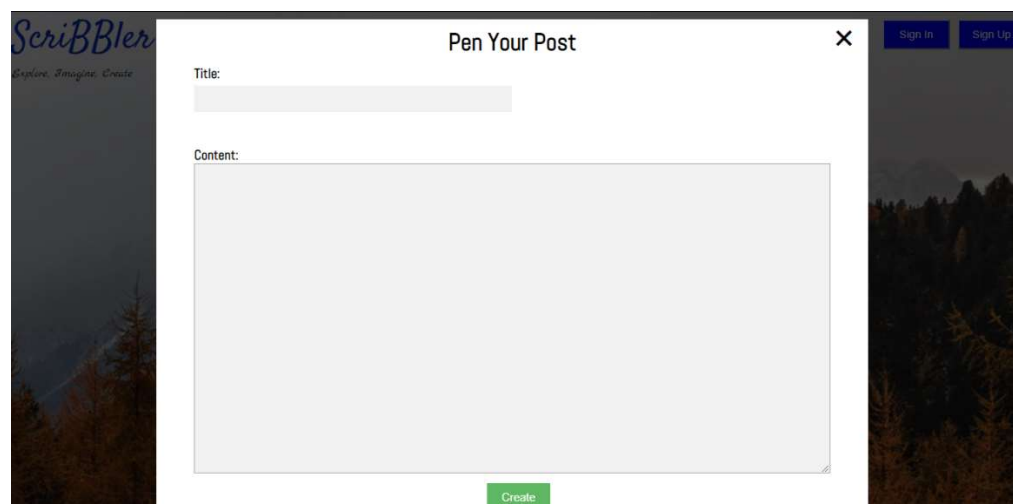 ScriBBler
Explore, Imagine, Create
Sign In
Sign Up
Pen Your Post
✕
Title:
Content:
Create